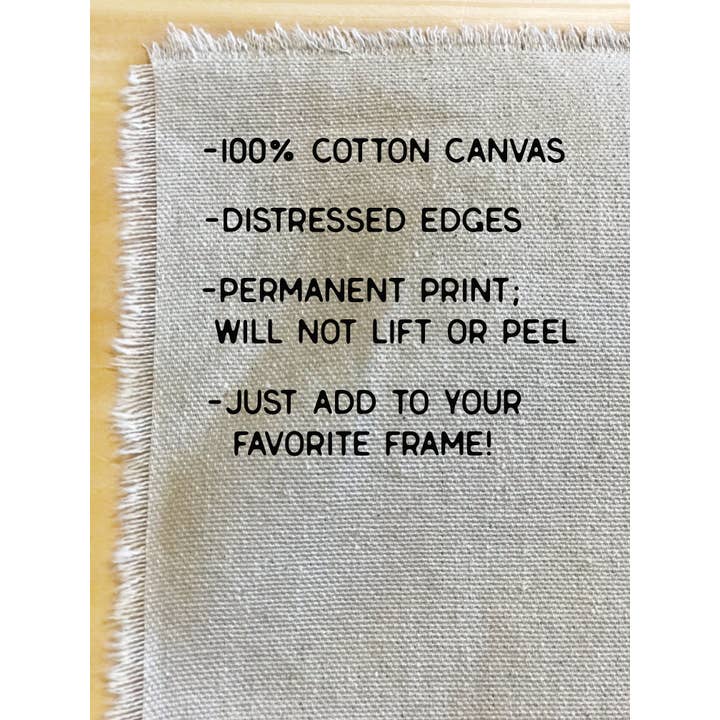 -100% COTTON CANVAS
-DISTRESSED EDGES
-PERMANENT PRINT;
WILL NOT LIFT OR PEEL
-JUST ADD TO YOUR
FAVORITE FRAME!